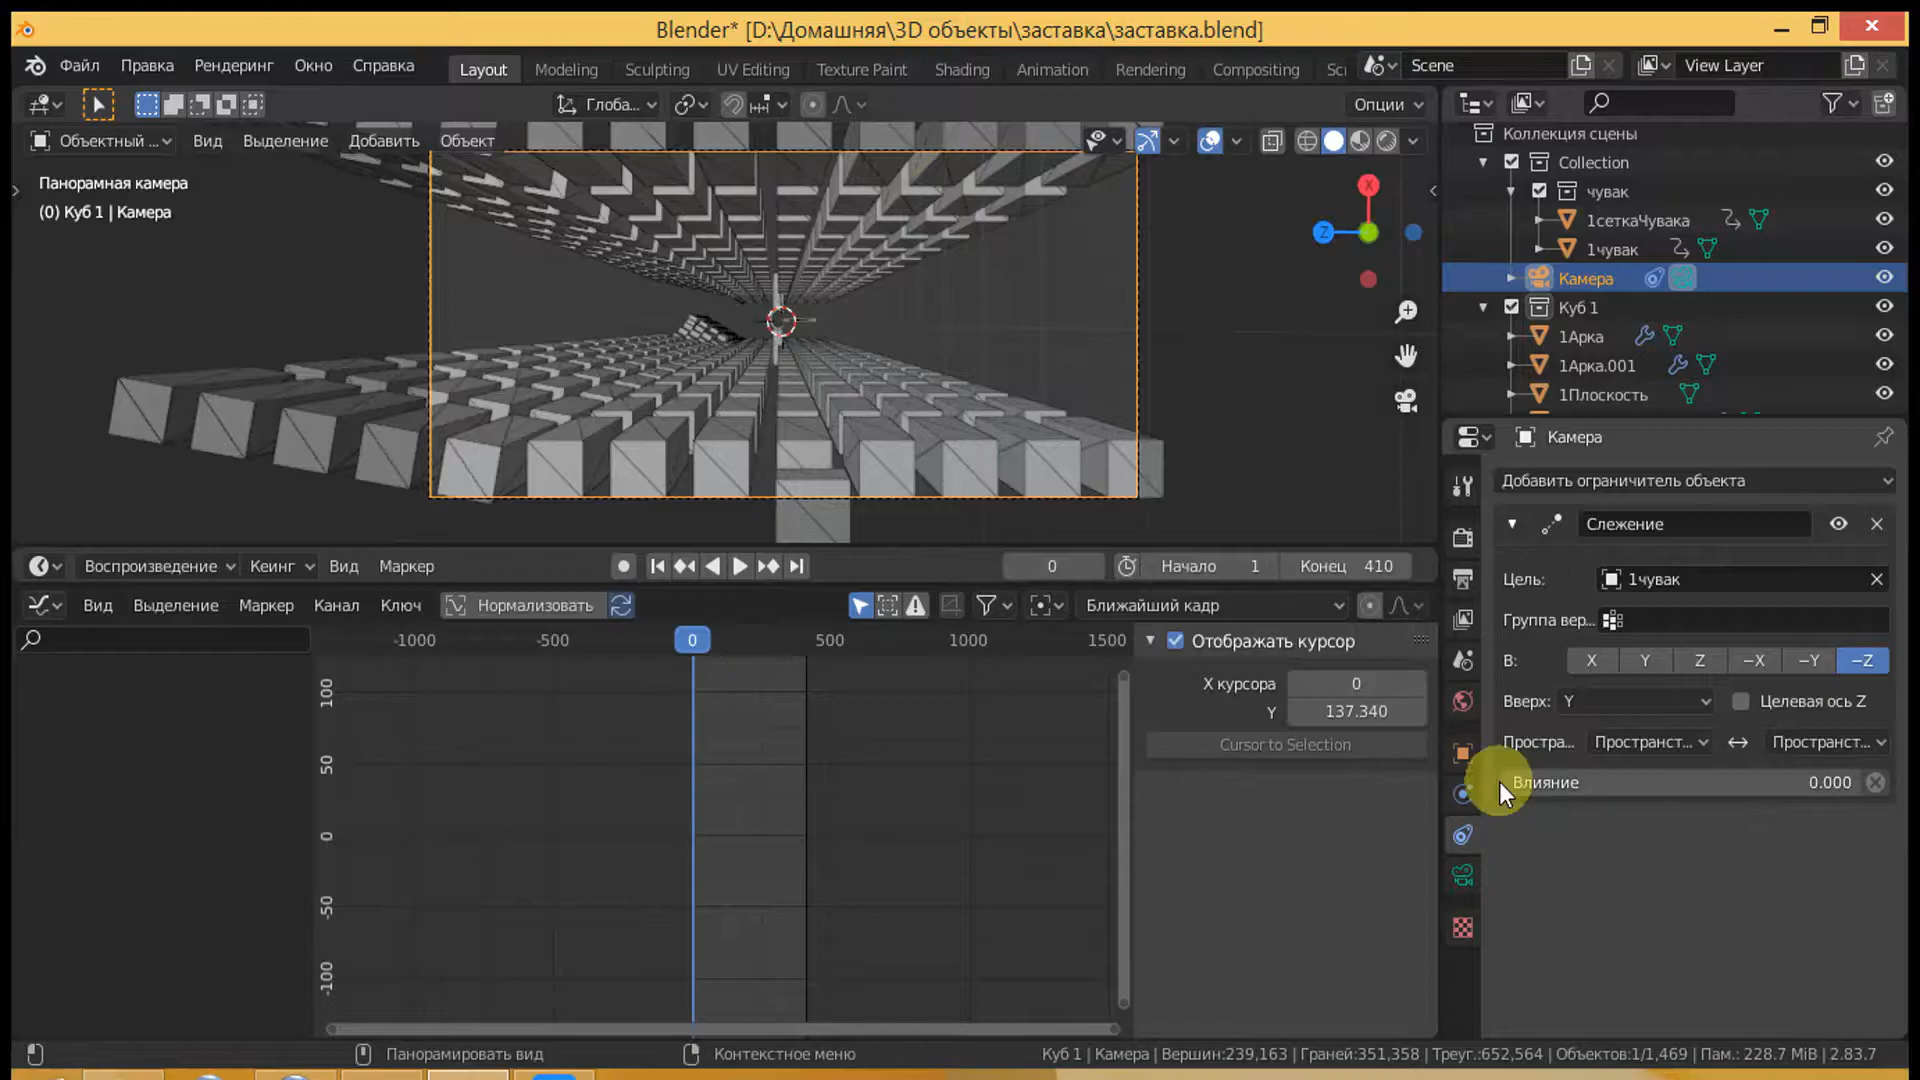 Blender* [D:\Домашняя\3D объекты\заставка\заставка.blend]
Файл Правка Рендеринг Окно Справка
Layout Modeling Sculpting UV Editing Texture Paint Shading Animation Rendering Compositing Sc
Scene View Layer
Глоба...
Опции
Объектный ... Вид Выделение Добавить Объект
Панорамная камера
(0) Куб 1 | Камера
X
Z
Коллекция сцены
Collection
чувак
1сеткаЧувака
1чувак
Камера
Куб 1
1Арка
1Арка.001
1Плоскость
Камера
Добавить ограничитель объекта
Слежение
Цель: 1чувак
Группа вер...
В: X Y Z −X −Y −Z
Вверх: Y Целевая ось Z
Простра... Пространст... Пространст...
Влияние 0.000
Воспроизведение Кеинг Вид Маркер
0 Начало 1 Конец 410
Вид Выделение Маркер Канал Ключ Нормализовать
Ближайший кадр
-1000 -500 0 500 1000 1500
100
50
0
-50
-100
Отображать курсор
X курсора 0
Y 137.340
Cursor to Selection
Панорамировать вид
Контекстное меню
Куб 1 | Камера | Вершин:239,163 | Граней:351,358 | Треуг.:652,564 | Объектов:1/1,469 | Пам.: 228.7 MiB | 2.83.7